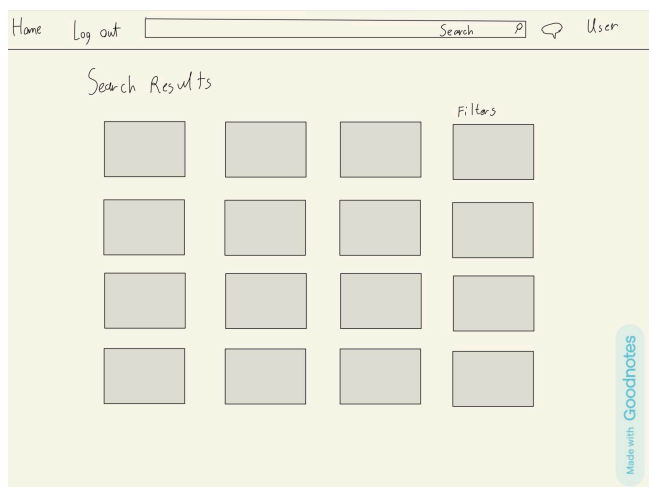 Home Log out Search User
Search Results
Filters
Made with Goodnotes